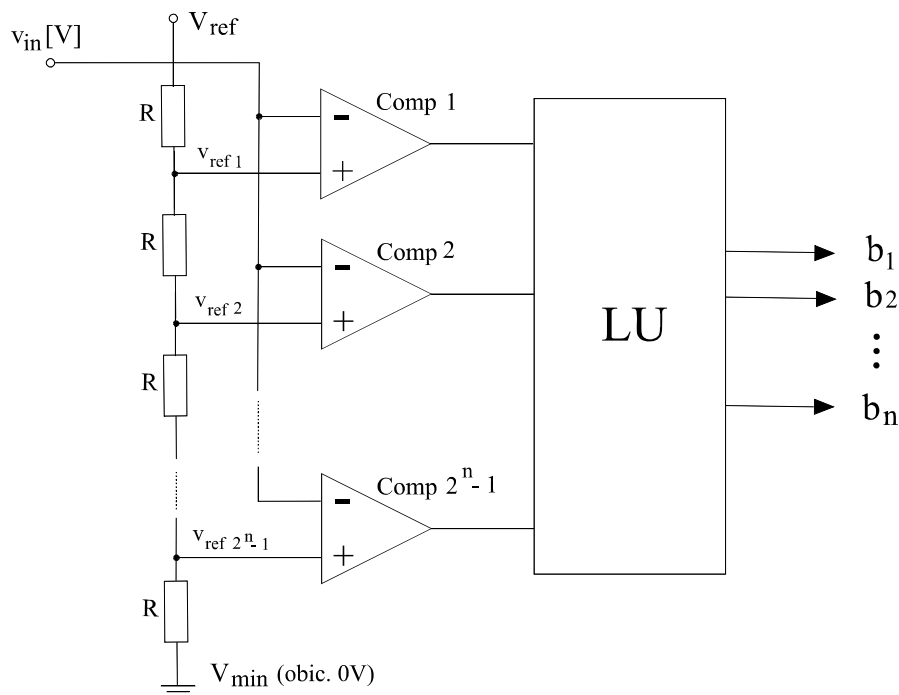 V_ref
v_in [V]
R
Comp 1
-
v_ref 1
+
R
Comp 2
-
v_ref 2
+
LU
b_1
b_2
⋮
b_n
R
Comp 2^n-1
-
v_ref 2^n-1
+
R
V_min (obic. 0V)